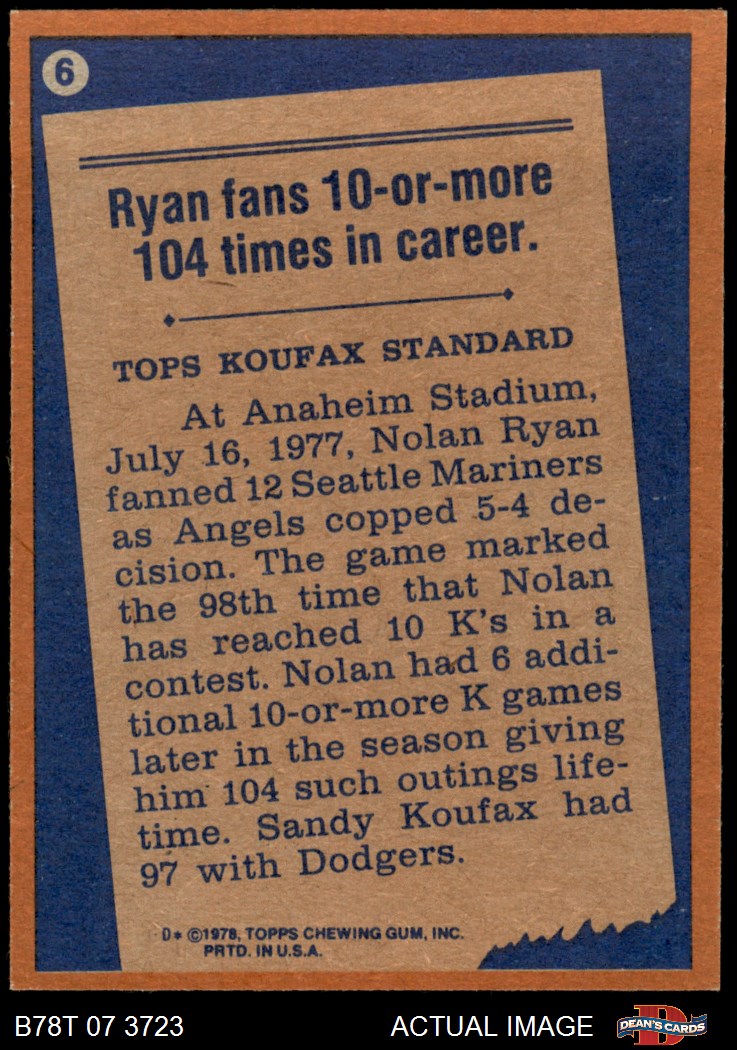 6
Ryan fans 10-or-more
104 times in career.
TOPS KOUFAX STANDARD
At Anaheim Stadium,
July 16, 1977, Nolan Ryan
fanned 12 Seattle Mariners
as Angels copped 5-4 de-
cision. The game marked
the 98th time that Nolan
has reached 10 K's in a
contest. Nolan had 6 addi-
tional 10-or-more K games
later in the season giving
him 104 such outings life-
time. Sandy Koufax had
97 with Dodgers.
D* ©1978, TOPPS CHEWING GUM, INC.
PRTD. IN U.S.A.
B78T 07 3723 ACTUAL IMAGE
DEAN'S CARDS